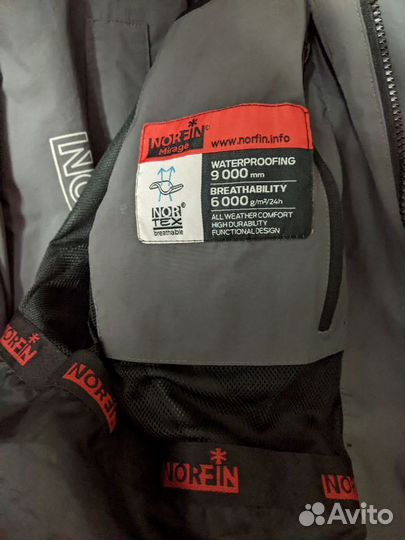 NORFIN®
Mirage
www.norfin.info
WATERPROOFING
9 000 mm
BREATHABILITY
6 000 g/m²/24h
NOR
TEX
breathable
ALL WEATHER COMFORT
HIGH DURABILITY
FUNCTIONAL DESIGN
NO
NORFIN
NORFIN
NORFIN
NORFIN
Avito